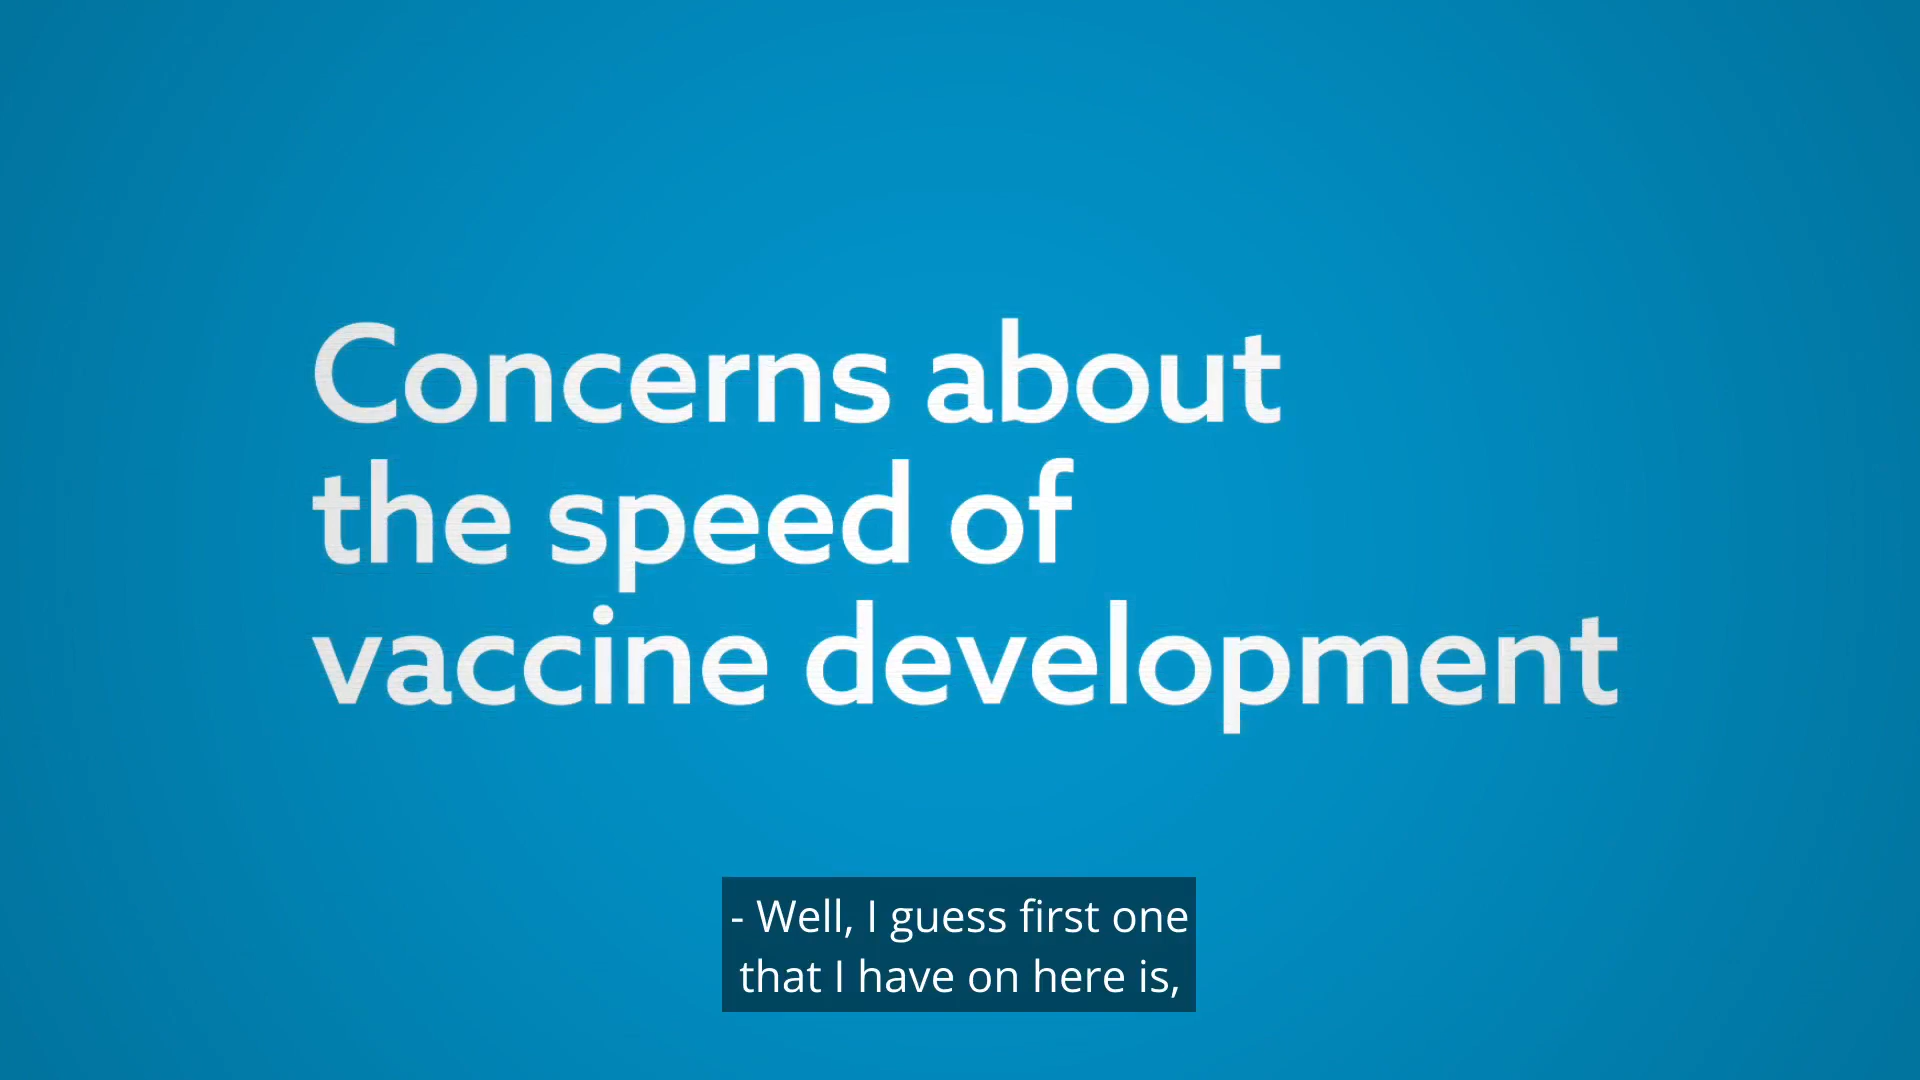 Concerns about
the speed of
vaccine development
- Well, I guess first one
that I have on here is,